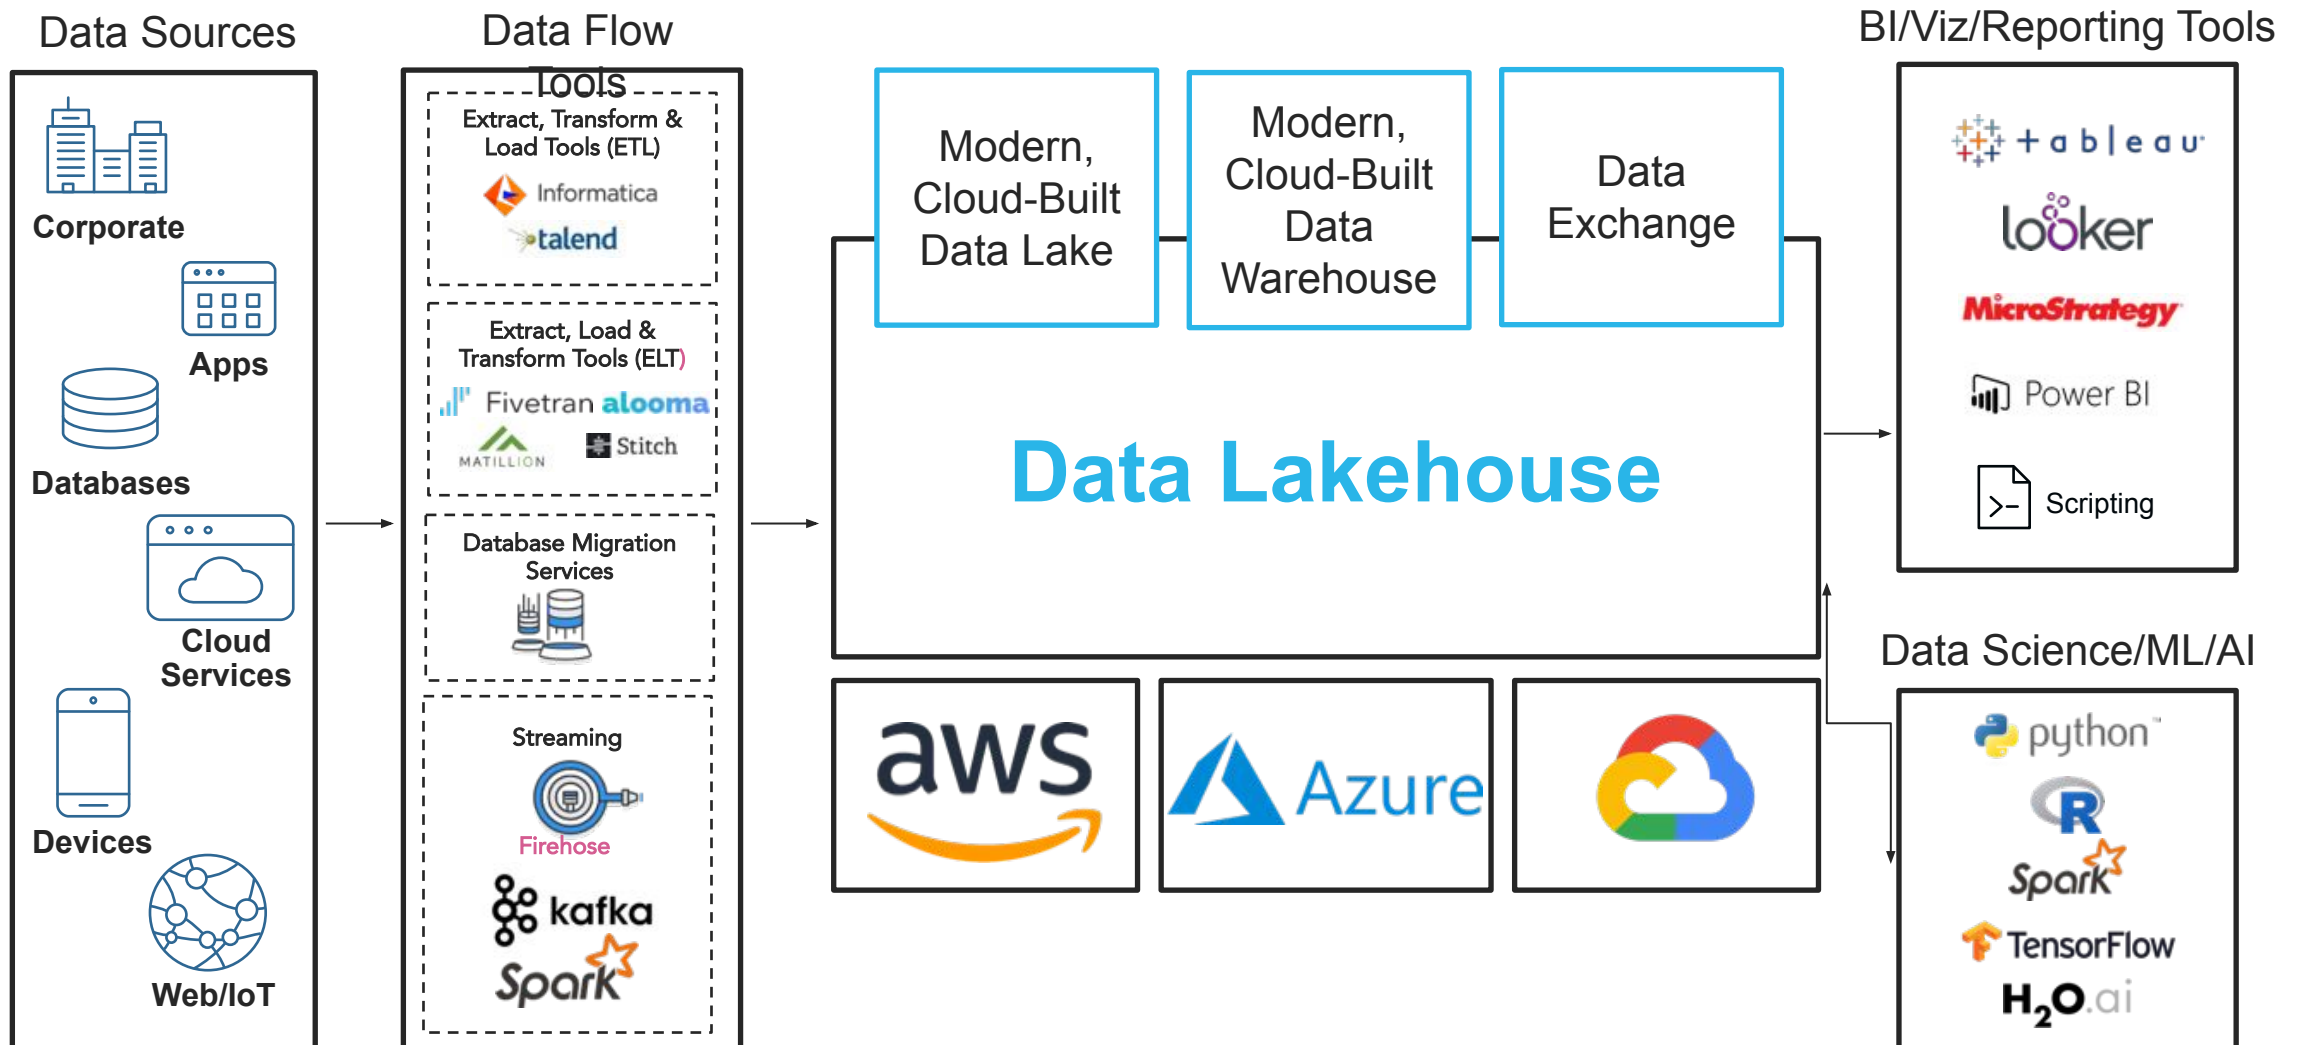 Data Sources
Corporate
Apps
Databases
Cloud
Services
Devices
Web/IoT
Data Flow
Tools
Extract, Transform &
Load Tools (ETL)
Informatica
talend
Extract, Load &
Transform Tools (ELT)
Fivetran alooma
MATILLION Stitch
Database Migration
Services
Streaming
Firehose
kafka
Spark
Modern,
Cloud-Built
Data Lake
Modern,
Cloud-Built
Data
Warehouse
Data
Exchange
Data Lakehouse
aws
Azure
BI/Viz/Reporting Tools
+ableau
looker
MicroStrategy
Power BI
>- Scripting
Data Science/ML/AI
python™
R
Spark
TensorFlow
H₂O.ai